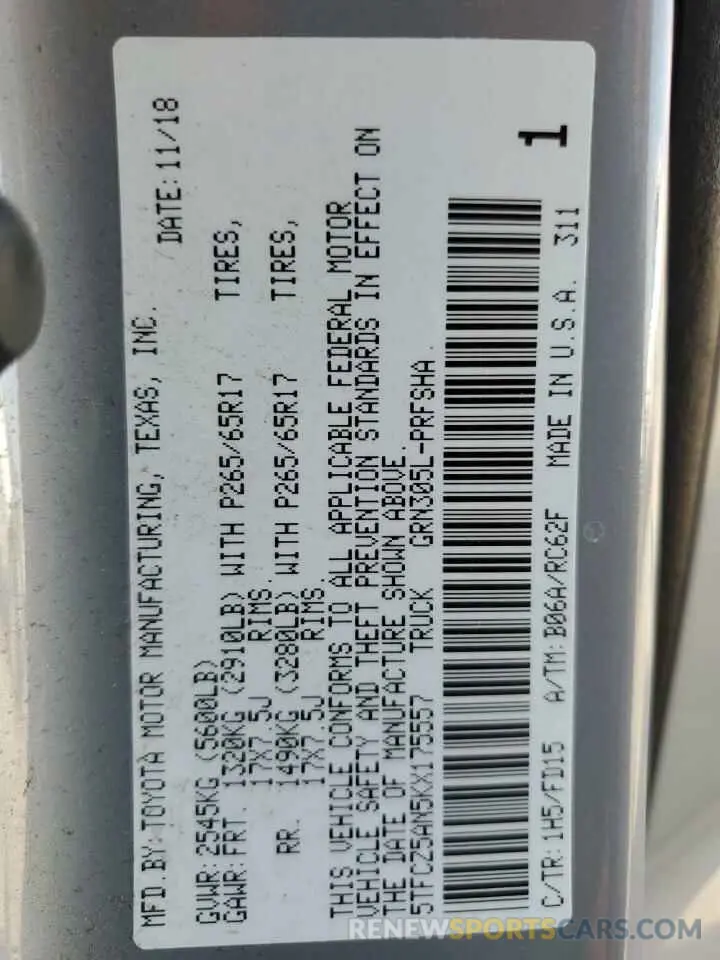 MFD BY: TOYOTA MOTOR MANUFACTURING, TEXAS, INC. DATE: 11/18
GVWR: 2545KG (5600LB)
GAWR: FRT. 1320KG (2910LB) WITH P265/65R17 TIRES,
17X7.5J RIMS.
RR. 1490KG (3280LB) WITH P265/65R17 TIRES,
17X7.5J RIMS.
THIS VEHICLE CONFORMS TO ALL APPLICABLE FEDERAL MOTOR
VEHICLE SAFETY AND THEFT PREVENTION STANDARDS IN EFFECT ON
THE DATE OF MANUFACTURE SHOWN ABOVE.
5TFCZ5AN5KX175557 TRUCK GRN305L-PRFSHA
1
C/TR: 1H5/FD15 A/TM: B06A/RC62F MADE IN U.S.A. 311
RENEWSPORTSCARS.COM